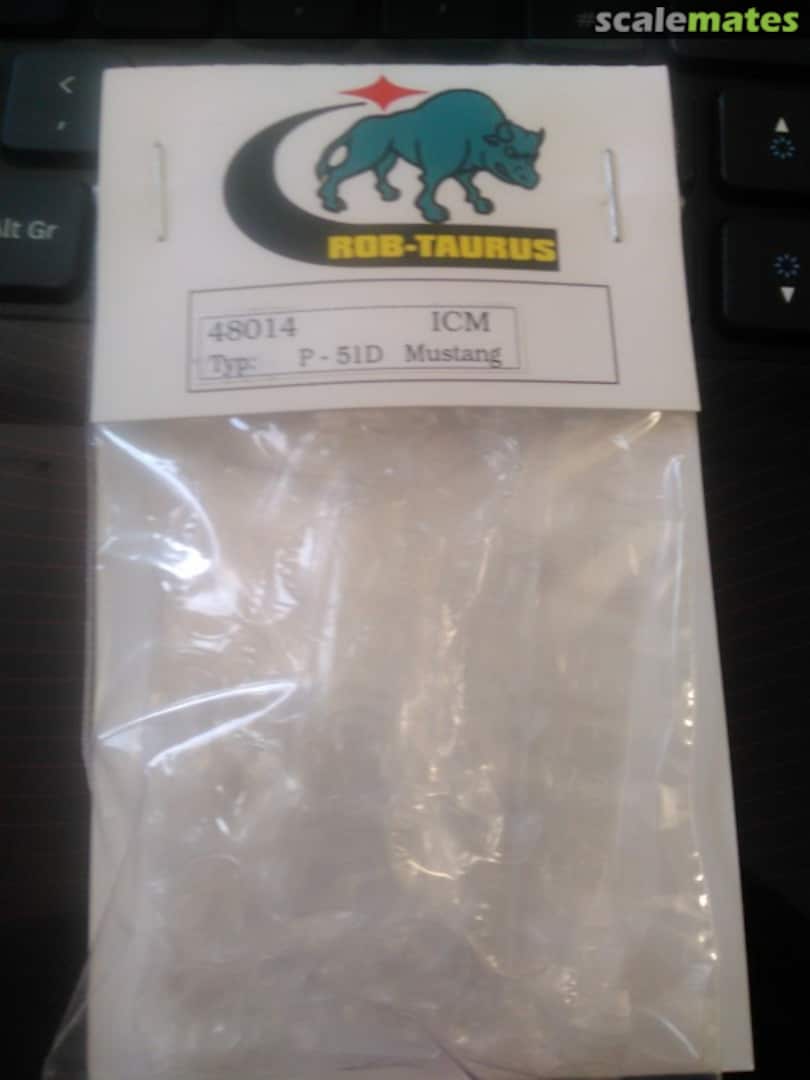 #scalemates
<
,
Alt Gr
ROB-TAURUS
48014 ICM
Typ: P - 51D Mustang